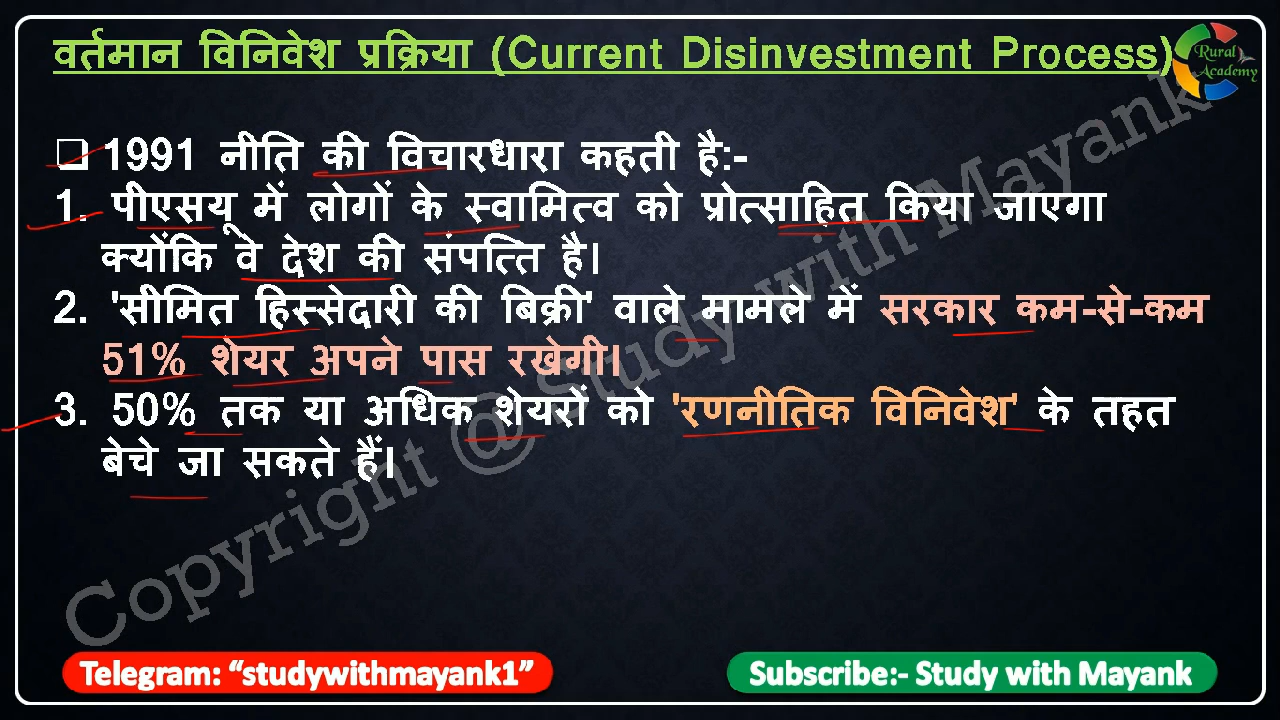 वर्तमान विनिवेश प्रक्रिया (Current Disinvestment Process)
Rural
Academy
❑ 1991 नीति की विचारधारा कहती है:-
1. पीएसयू में लोगों के स्वामित्व को प्रोत्साहित किया जाएगा
क्योंकि वे देश की संपत्ति है।
2. 'सीमित हिस्सेदारी की बिक्री' वाले मामले में सरकार कम-से-कम
51% शेयर अपने पास रखेगी।
3. 50% तक या अधिक शेयरों को 'रणनीतिक विनिवेश' के तहत
बेचे जा सकते हैं।
Copyright @ Study with Mayank
Telegram: “studywithmayank1”
Subscribe:- Study with Mayank